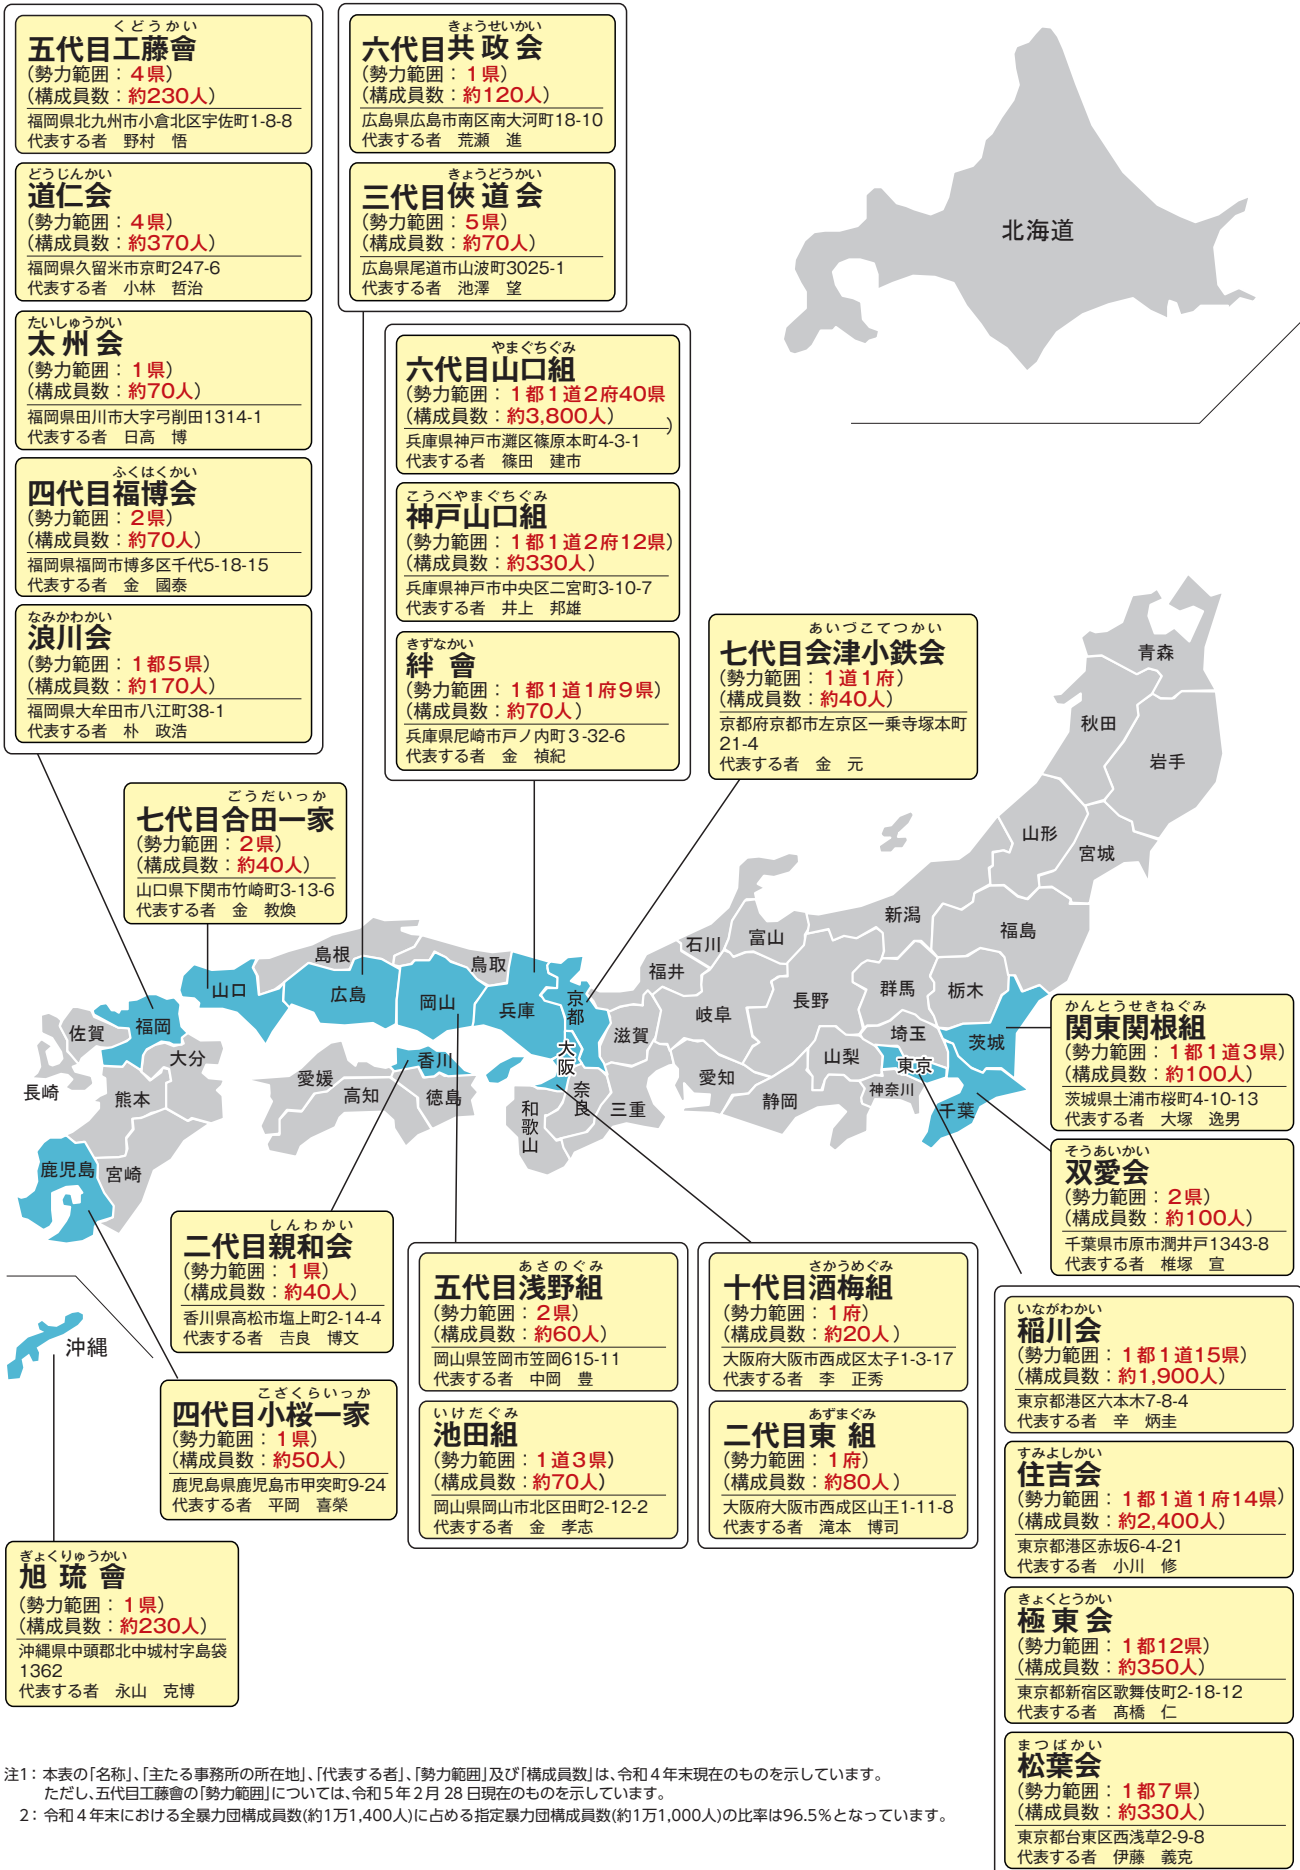 くどうかい
五代目工藤會
(勢力範囲：4県)
(構成員数：約230人)
福岡県北九州市小倉北区宇佐町1-8-8
代表する者　野村　悟
どうじんかい
道仁会
(勢力範囲：4県)
(構成員数：約370人)
福岡県久留米市京町247-6
代表する者　小林　哲治
たいしゅうかい
太州会
(勢力範囲：1県)
(構成員数：約70人)
福岡県田川市大字弓削田1314-1
代表する者　日高　博
ふくはくかい
四代目福博会
(勢力範囲：2県)
(構成員数：約70人)
福岡県福岡市博多区千代5-18-15
代表する者　金　國泰
なみかわかい
浪川会
(勢力範囲：1都5県)
(構成員数：約170人)
福岡県大牟田市八江町38-1
代表する者　朴　政浩
きょうせいかい
六代目共政会
(勢力範囲：1県)
(構成員数：約120人)
広島県広島市南区南大河町18-10
代表する者　荒瀬　進
きょうどうかい
三代目俠道会
(勢力範囲：5県)
(構成員数：約70人)
広島県尾道市山波町3025-1
代表する者　池澤　望
やまぐちぐみ
六代目山口組
(勢力範囲：1都1道2府40県)
(構成員数：約3,800人)
兵庫県神戸市灘区篠原本町4-3-1
代表する者　篠田　建市
こうべやまぐちぐみ
神戸山口組
(勢力範囲：1都1道2府12県)
(構成員数：約330人)
兵庫県神戸市中央区二宮町3-10-7
代表する者　井上　邦雄
きずなかい
絆會
(勢力範囲：1都1道1府9県)
(構成員数：約70人)
兵庫県尼崎市戸ノ内町3-32-6
代表する者　金　禎紀
あいづこてつかい
七代目会津小鉄会
(勢力範囲：1道1府)
(構成員数：約40人)
京都府京都市左京区一乗寺塚本町
21-4
代表する者　金　元
ごうだいっか
七代目合田一家
(勢力範囲：2県)
(構成員数：約40人)
山口県下関市竹崎町3-13-6
代表する者　金　教煥
北海道
青森
秋田
岩手
山形
宮城
新潟
福島
石川
富山
福井
岐阜
長野
群馬
栃木
埼玉
茨城
東京
山梨
神奈川
千葉
静岡
愛知
滋賀
三重
京都
大阪
奈良
和歌山
兵庫
鳥取
島根
岡山
広島
山口
香川
徳島
愛媛
高知
福岡
佐賀
長崎
大分
熊本
宮崎
鹿児島
沖縄
かんとうせきねぐみ
関東関根組
(勢力範囲：1都1道3県)
(構成員数：約100人)
茨城県土浦市桜町4-10-13
代表する者　大塚　逸男
そうあいかい
双愛会
(勢力範囲：2県)
(構成員数：約100人)
千葉県市原市潤井戸1343-8
代表する者　椎塚　宣
しんわかい
二代目親和会
(勢力範囲：1県)
(構成員数：約40人)
香川県高松市塩上町2-14-4
代表する者　吉良　博文
こざくらいっか
四代目小桜一家
(勢力範囲：1県)
(構成員数：約50人)
鹿児島県鹿児島市甲突町9-24
代表する者　平岡　喜榮
ぎょくりゅうかい
旭琉會
(勢力範囲：1県)
(構成員数：約230人)
沖縄県中頭郡北中城村字島袋
1362
代表する者　永山　克博
あさのぐみ
五代目浅野組
(勢力範囲：2県)
(構成員数：約60人)
岡山県笠岡市笠岡615-11
代表する者　中岡　豊
いけだぐみ
池田組
(勢力範囲：1道3県)
(構成員数：約70人)
岡山県岡山市北区田町2-12-2
代表する者　金　孝志
さかうめぐみ
十代目酒梅組
(勢力範囲：1府)
(構成員数：約20人)
大阪府大阪市西成区太子1-3-17
代表する者　李　正秀
あずまぐみ
二代目東組
(勢力範囲：1府)
(構成員数：約80人)
大阪府大阪市西成区山王1-11-8
代表する者　滝本　博司
いながわかい
稲川会
(勢力範囲：1都1道15県)
(構成員数：約1,900人)
東京都港区六本木7-8-4
代表する者　辛　炳圭
すみよしかい
住吉会
(勢力範囲：1都1道1府14県)
(構成員数：約2,400人)
東京都港区赤坂6-4-21
代表する者　小川　修
きょくとうかい
極東会
(勢力範囲：1都12県)
(構成員数：約350人)
東京都新宿区歌舞伎町2-18-12
代表する者　髙橋　仁
まつばかい
松葉会
(勢力範囲：1都7県)
(構成員数：約330人)
東京都台東区西浅草2-9-8
代表する者　伊藤　義克
注1：本表の「名称」、「主たる事務所の所在地」、「代表する者」、「勢力範囲」及び「構成員数」は、令和4年末現在のものを示しています。
ただし、五代目工藤會の「勢力範囲」については、令和5年2月28日現在のものを示しています。
2：令和4年末における全暴力団構成員数(約1万1,400人)に占める指定暴力団構成員数(約1万1,000人)の比率は96.5％となっています。